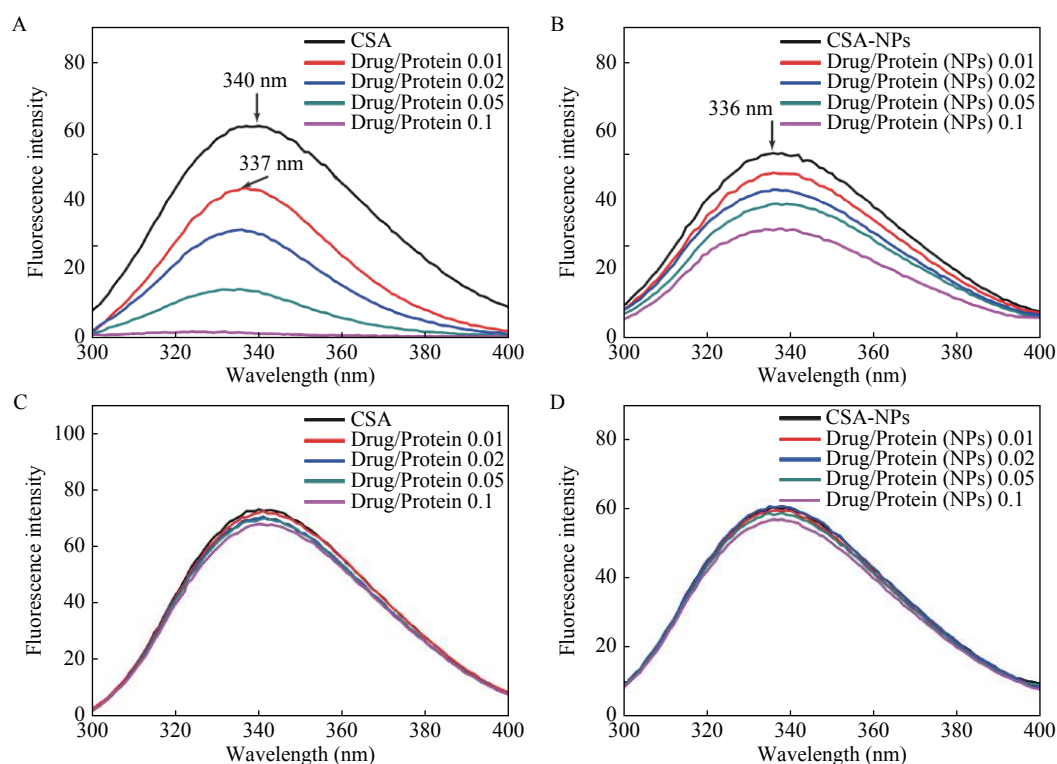 A
CSA
Drug/Protein 0.01
Drug/Protein 0.02
Drug/Protein 0.05
Drug/Protein 0.1
340 nm
337 nm
Fluorescence intensity
80
60
40
20
0
300
320
340
360
380
400
Wavelength (nm)
B
CSA-NPs
Drug/Protein (NPs) 0.01
Drug/Protein (NPs) 0.02
Drug/Protein (NPs) 0.05
Drug/Protein (NPs) 0.1
336 nm
Fluorescence intensity
80
60
40
20
0
300
320
340
360
380
400
Wavelength (nm)
C
CSA
Drug/Protein 0.01
Drug/Protein 0.02
Drug/Protein 0.05
Drug/Protein 0.1
Fluorescence intensity
100
80
60
40
20
0
300
320
340
360
380
400
Wavelength (nm)
D
CSA-NPs
Drug/Protein (NPs) 0.01
Drug/Protein (NPs) 0.02
Drug/Protein (NPs) 0.05
Drug/Protein (NPs) 0.1
Fluorescence intensity
80
60
40
20
0
300
320
340
360
380
400
Wavelength (nm)